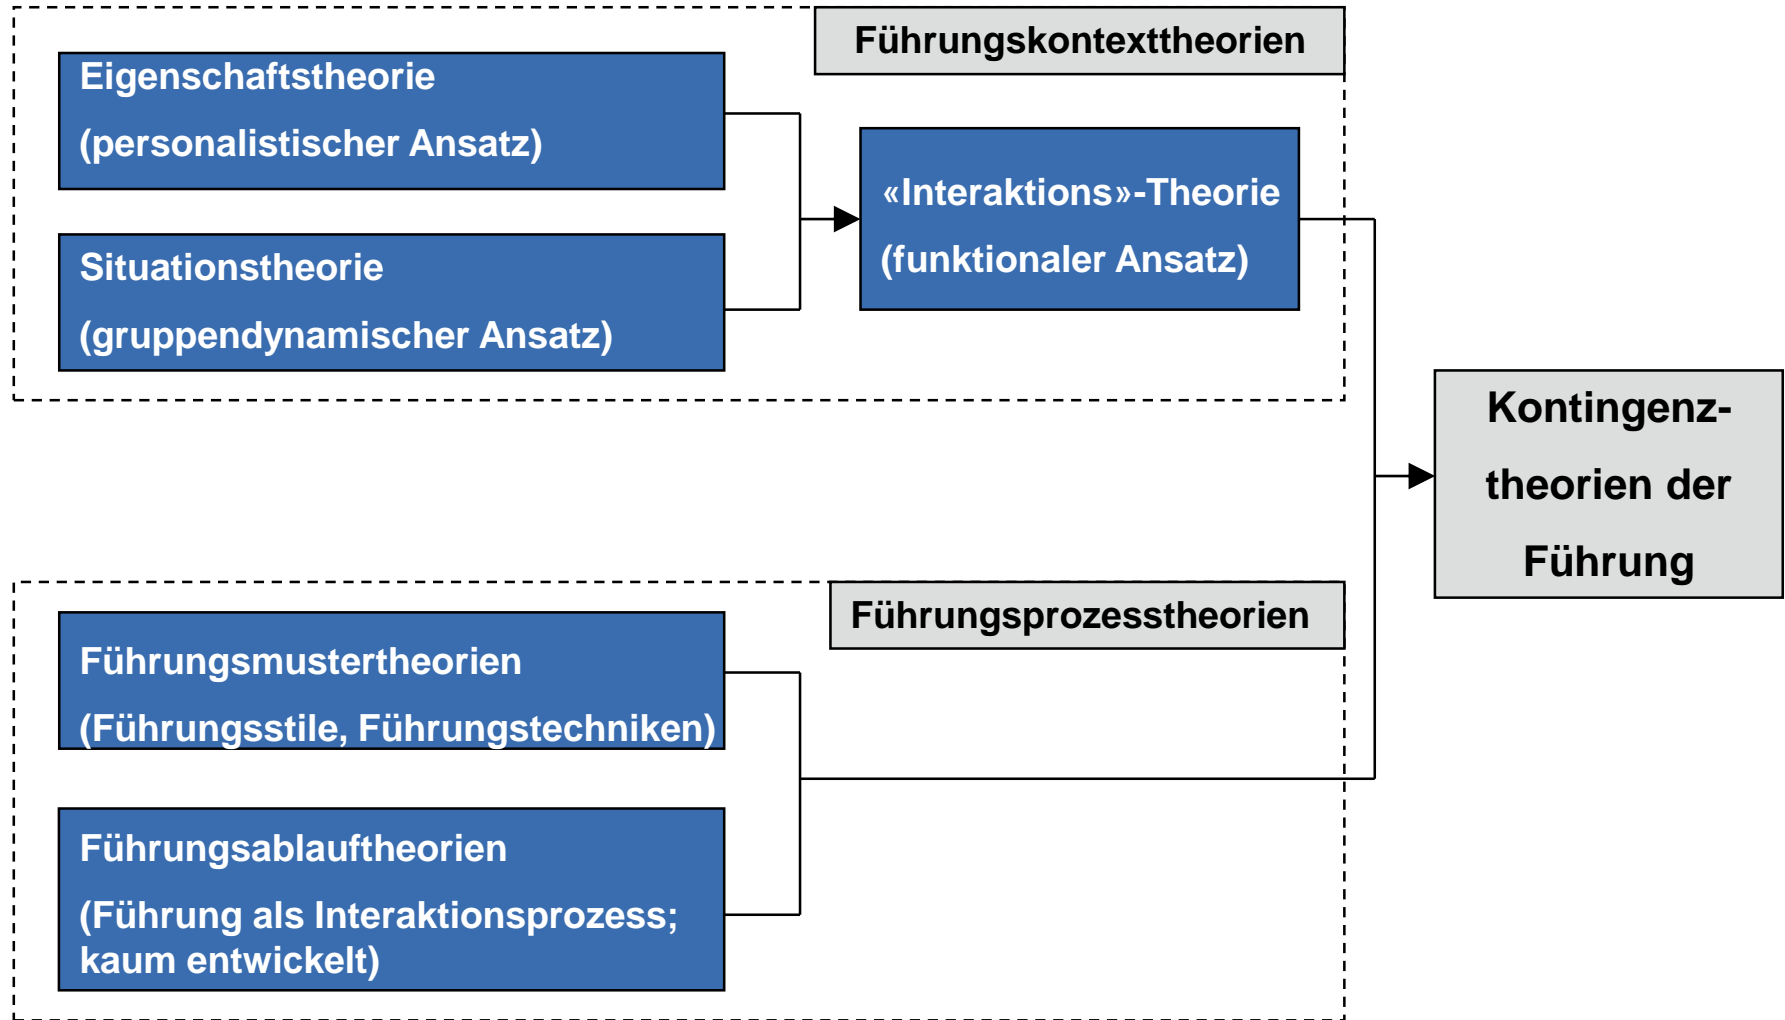 Führungskontexttheorien
Eigenschaftstheorie
(personalistischer Ansatz)
«Interaktions»-Theorie
(funktionaler Ansatz)
Situationstheorie
(gruppendynamischer Ansatz)
Kontingenz-
theorien der
Führung
Führungsprozesstheorien
Führungsmustertheorien
(Führungsstile, Führungstechniken)
Führungsablauftheorien
(Führung als Interaktionsprozess;
kaum entwickelt)